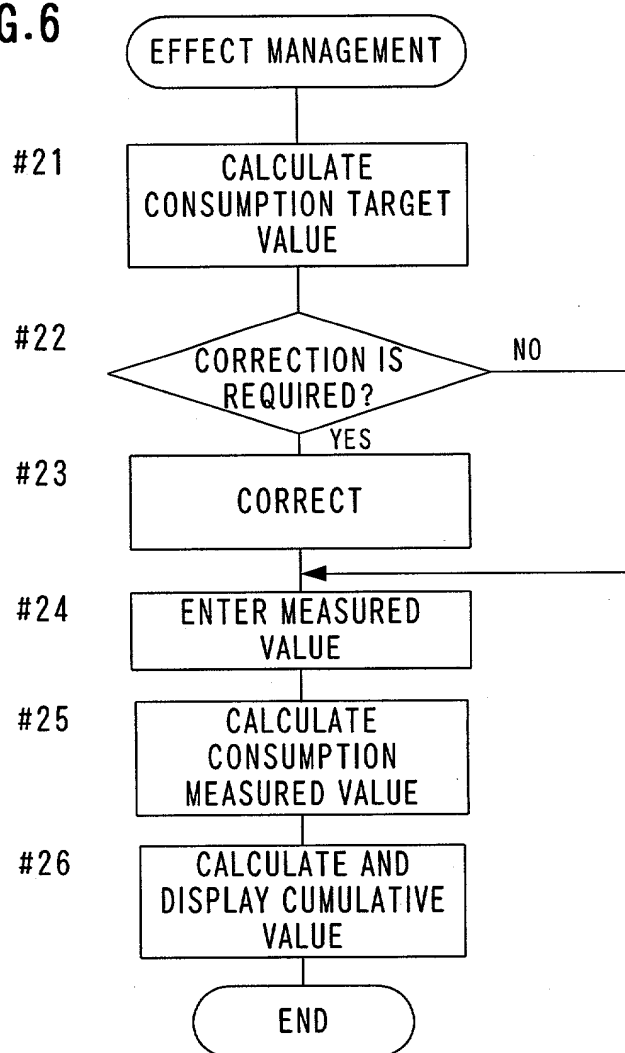 G.6
EFFECT MANAGEMENT
#21
CALCULATE
CONSUMPTION TARGET
VALUE
#22
CORRECTION IS
REQUIRED?
NO
YES
#23
CORRECT
#24
ENTER MEASURED
VALUE
#25
CALCULATE
CONSUMPTION
MEASURED VALUE
#26
CALCULATE AND
DISPLAY CUMULATIVE
VALUE
END